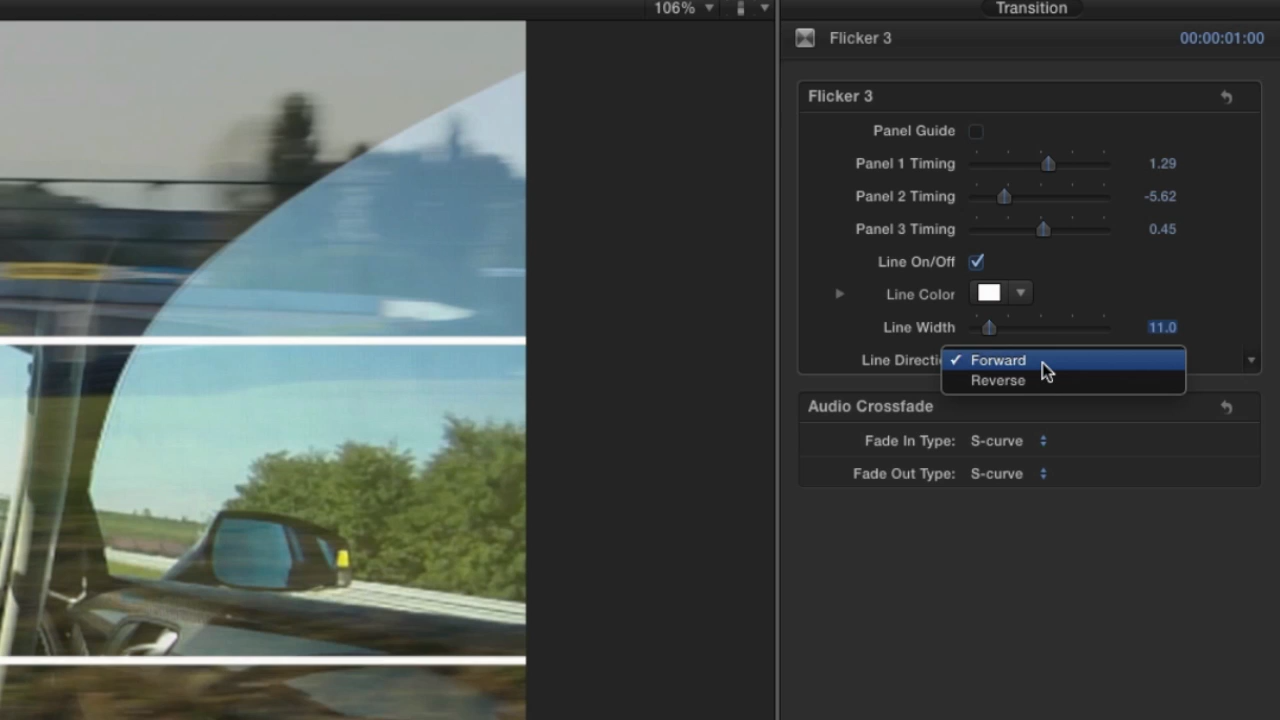 106%
Transition
Flicker 3
00:00:01:00
Flicker 3
Panel Guide
Panel 1 Timing 1.29
Panel 2 Timing -5.62
Panel 3 Timing 0.45
Line On/Off
Line Color
Line Width 11.0
Line Directi
✓ Forward
Reverse
Audio Crossfade
Fade In Type: S-curve
Fade Out Type: S-curve